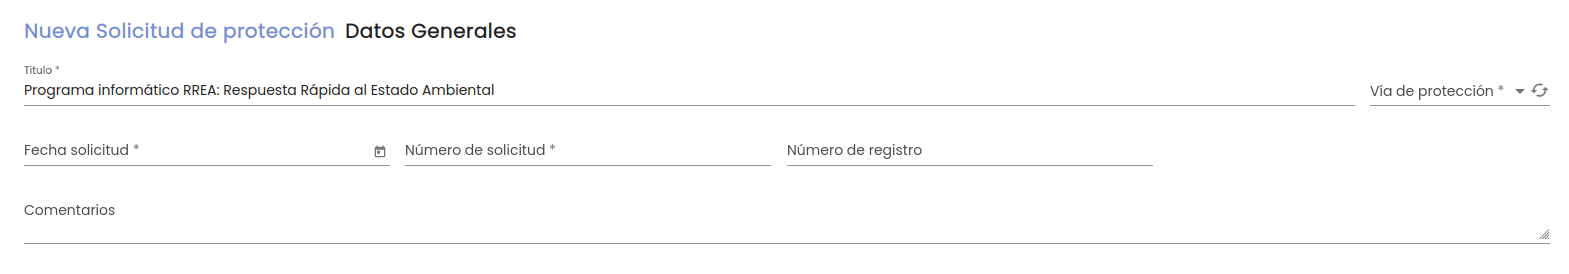 Nueva Solicitud de protección Datos Generales
Título *
Programa informático RREA: Respuesta Rápida al Estado Ambiental
Vía de protección *
Fecha solicitud * Número de solicitud * Número de registro
Comentarios